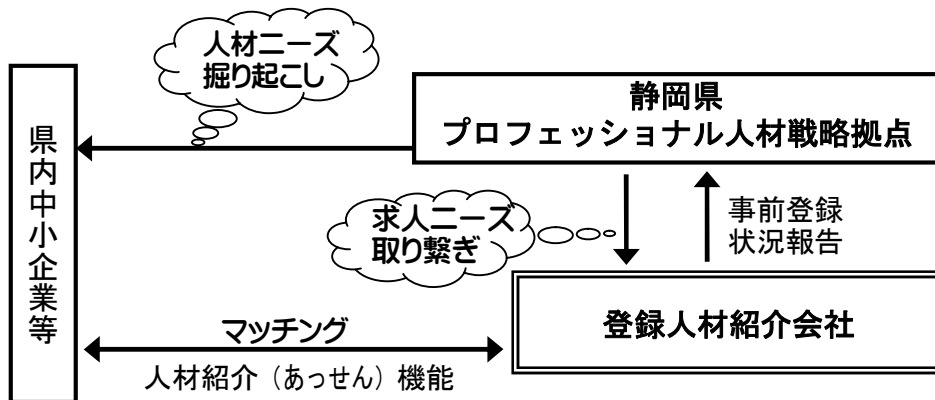 人材ニーズ
掘り起こし
静岡県
プロフェッショナル人材戦略拠点
県内中小企業等
求人ニーズ
取り繋ぎ
事前登録
状況報告
登録人材紹介会社
マッチング
人材紹介（あっせん）機能